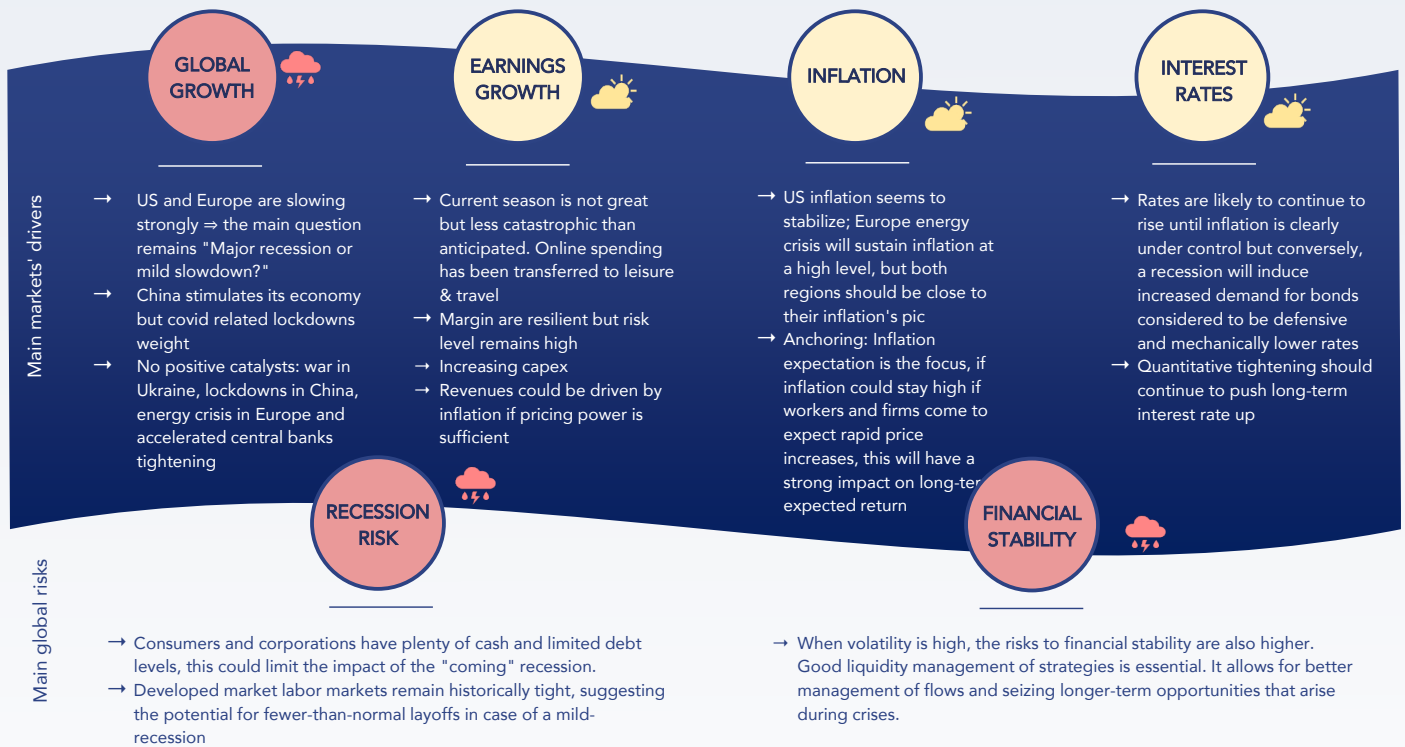 GLOBAL
GROWTH
EARNINGS
GROWTH
INFLATION
INTEREST
RATES
Main markets' drivers
→ US and Europe are slowing
strongly ⇒ the main question
remains "Major recession or
mild slowdown?"
→ China stimulates its economy
but covid related lockdowns
weight
→ No positive catalysts: war in
Ukraine, lockdowns in China,
energy crisis in Europe and
accelerated central banks
tightening
→ Current season is not great
but less catastrophic than
anticipated. Online spending
has been transferred to leisure
& travel
→ Margin are resilient but risk
level remains high
→ Increasing capex
→ Revenues could be driven by
inflation if pricing power is
sufficient
→ US inflation seems to
stabilize; Europe energy
crisis will sustain inflation at
a high level, but both
regions should be close to
their inflation's pic
→ Anchoring: Inflation
expectation is the focus, if
inflation could stay high if
workers and firms come to
expect rapid price
increases, this will have a
strong impact on long-ter
expected return
→ Rates are likely to continue to
rise until inflation is clearly
under control but conversely,
a recession will induce
increased demand for bonds
considered to be defensive
and mechanically lower rates
→ Quantitative tightening should
continue to push long-term
interest rate up
RECESSION
RISK
FINANCIAL
STABILITY
Main global risks
→ Consumers and corporations have plenty of cash and limited debt
levels, this could limit the impact of the "coming" recession.
→ Developed market labor markets remain historically tight, suggesting
the potential for fewer-than-normal layoffs in case of a mild-
recession
→ When volatility is high, the risks to financial stability are also higher.
Good liquidity management of strategies is essential. It allows for better
management of flows and seizing longer-term opportunities that arise
during crises.